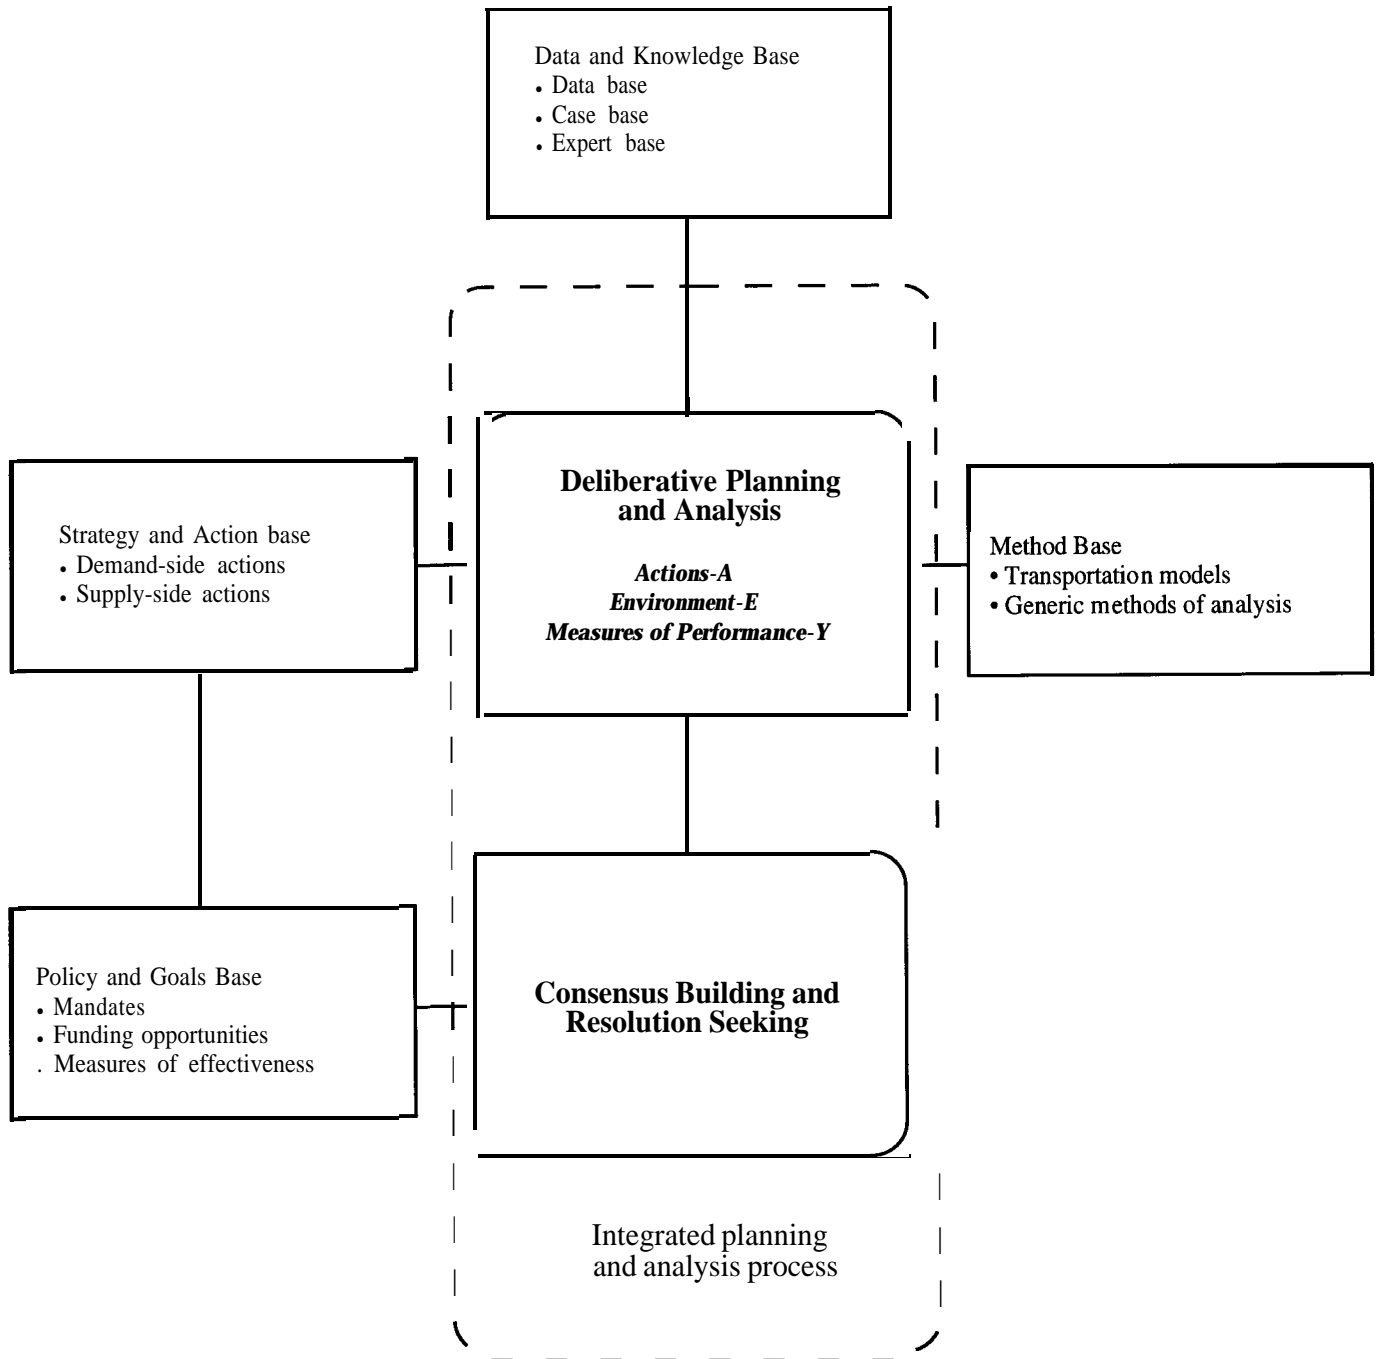 Data and Knowledge Base
• Data base
• Case base
• Expert base
Deliberative Planning
and Analysis
Actions-A
Environment-E
Measures of Performance-Y
Strategy and Action base
• Demand-side actions
• Supply-side actions
Method Base
• Transportation models
• Generic methods of analysis
Policy and Goals Base
• Mandates
• Funding opportunities
. Measures of effectiveness
Consensus Building and
Resolution Seeking
Integrated planning
and analysis process